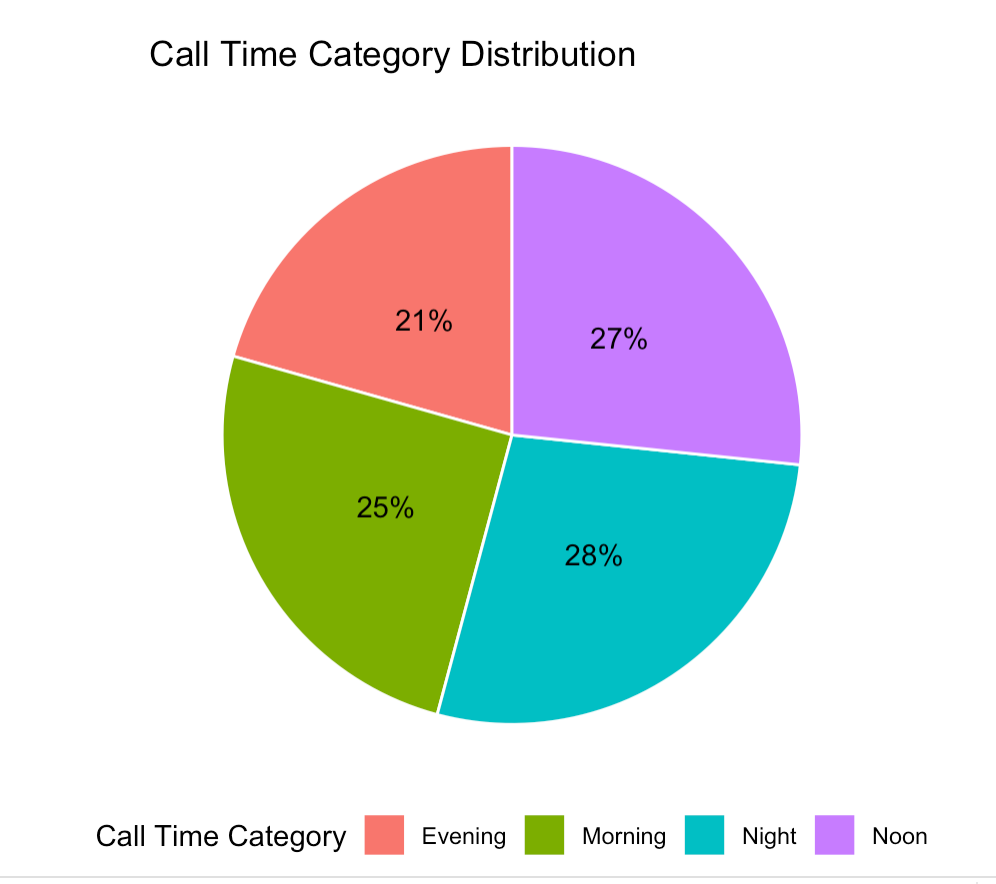 Call Time Category Distribution
21%
27%
25%
28%
Call Time Category Evening Morning Night Noon